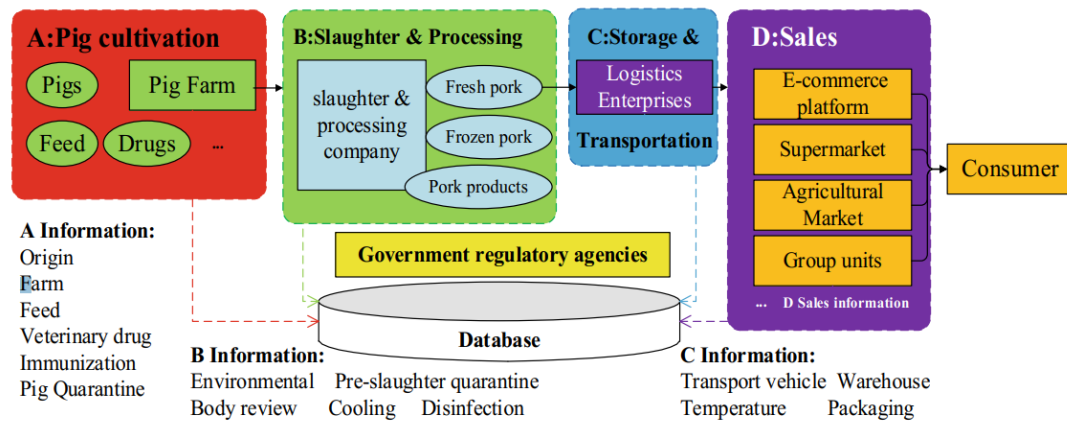 A:Pig cultivation
Pigs
Pig Farm
Feed
Drugs
...
B:Slaughter & Processing
slaughter &
processing
company
Fresh pork
Frozen pork
Pork products
C:Storage &
Logistics
Enterprises
Transportation
D:Sales
E-commerce
platform
Supermarket
Agricultural
Market
Group units
... D Sales information
Consumer
A Information:
Origin
Farm
Feed
Veterinary drug
Immunization
Pig Quarantine
Government regulatory agencies
Database
B Information:
Environmental Pre-slaughter quarantine
Body review Cooling Disinfection
C Information:
Transport vehicle Warehouse
Temperature Packaging